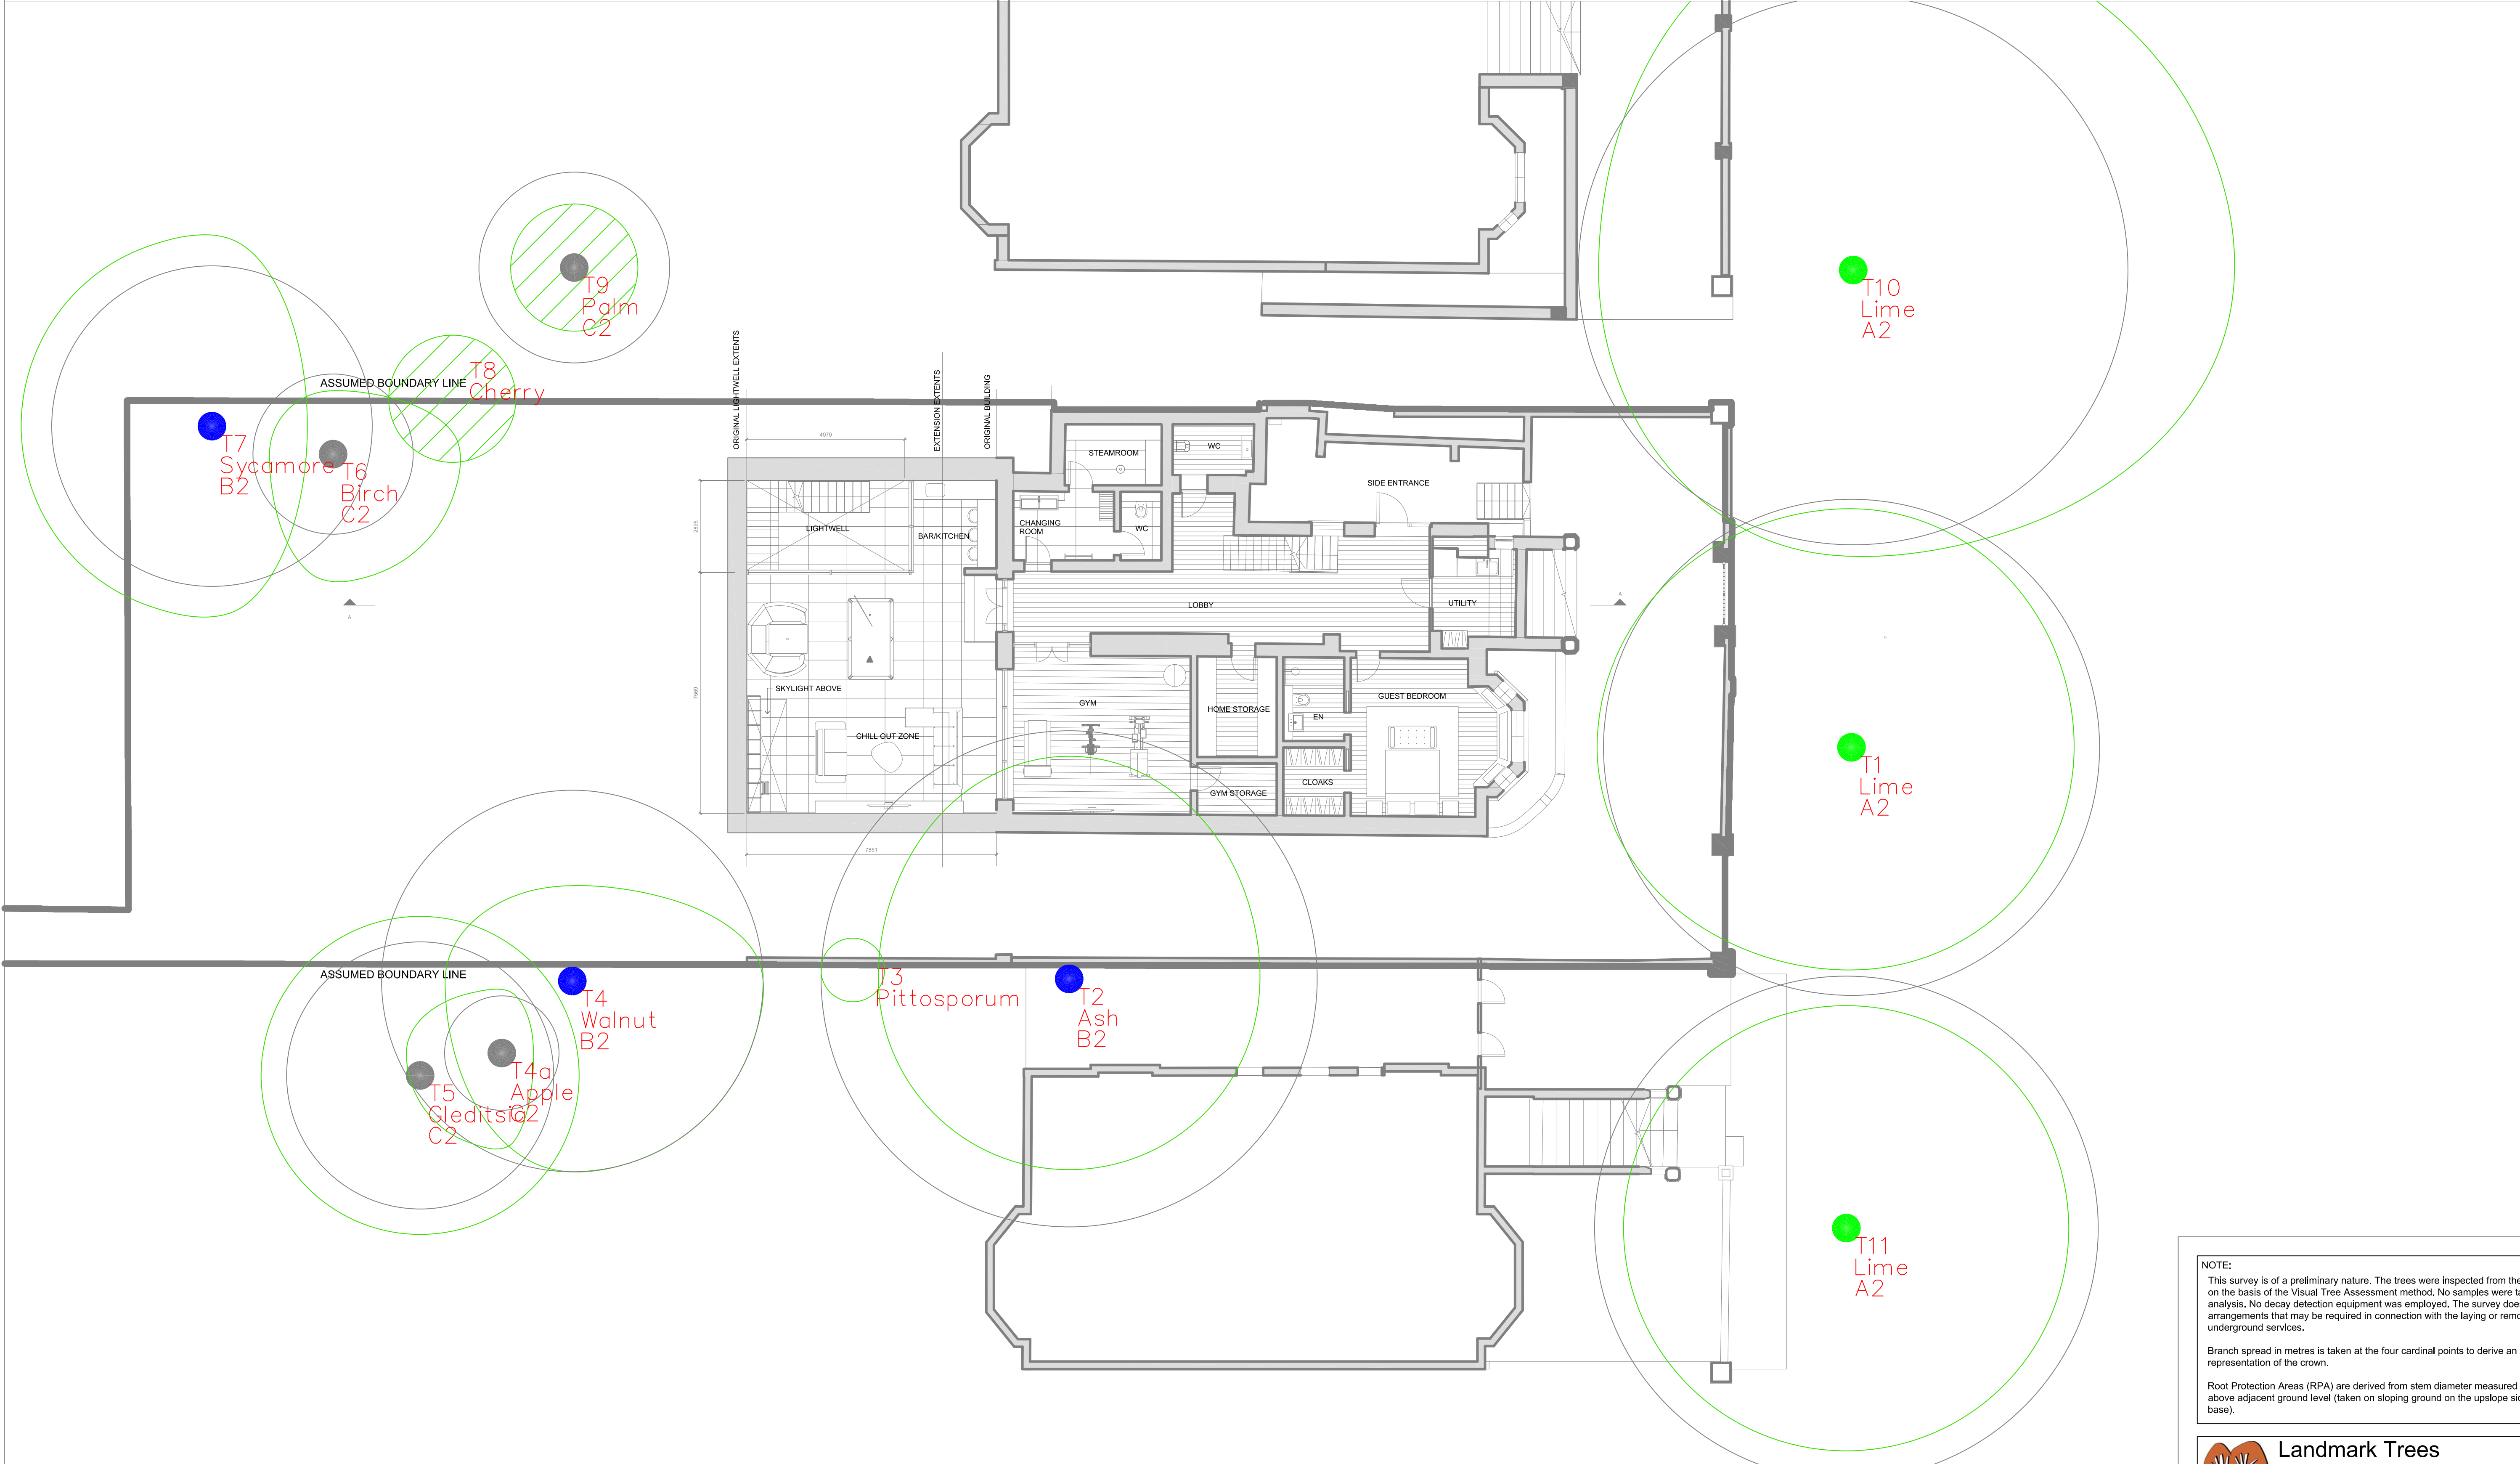 T10
Lime
A2
T9
Palm
C2
T8
Cherry
ASSUMED BOUNDARY LINE
T7
Sycamore
B2
T6
Birch
C2
ORIGINAL LIGHTWELL EXTENTS
EXTENSION EXTENTS
ORIGINAL BUILDING
4970
2895
7569
7851
STEAMROOM
WC
SIDE ENTRANCE
LIGHTWELL
BAR/KITCHEN
CHANGING
ROOM
WC
LOBBY
UTILITY
A
A
SKYLIGHT ABOVE
CHILL OUT ZONE
GYM
HOME STORAGE
EN
GUEST BEDROOM
CLOAKS
GYM STORAGE
T1
Lime
A2
ASSUMED BOUNDARY LINE
T4
Walnut
B2
T3
Pittosporum
T2
Ash
B2
T4a
Apple
C2
T5
Gleditsia
C2
T11
Lime
A2
NOTE:
This survey is of a preliminary nature. The trees were inspected from the
on the basis of the Visual Tree Assessment method. No samples were
analysis. No decay detection equipment was employed. The survey
arrangements that may be required in connection with the laying or
underground services.
Branch spread in metres is taken at the four cardinal points to derive an
representation of the crown.
Root Protection Areas (RPA) are derived from stem diameter measured
above adjacent ground level (taken on sloping ground on the upslope
base).
Landmark Trees